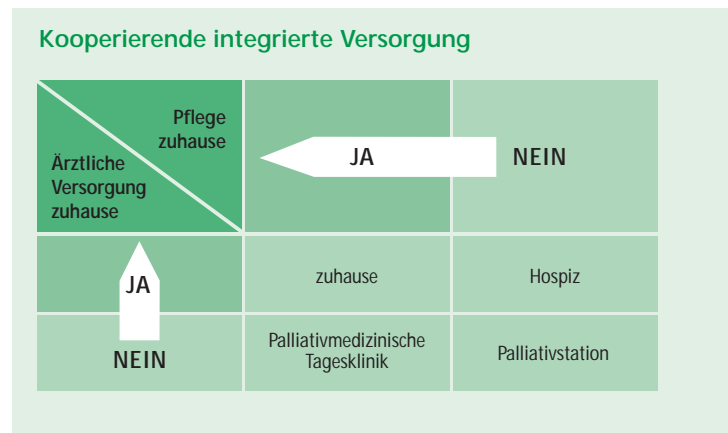 Kooperierende integrierte Versorgung
Pflege
zuhause
Ärztliche
Versorgung
zuhause
JA
NEIN
JA
zuhause
Hospiz
NEIN
Palliativmedizinische
Tagesklinik
Palliativstation